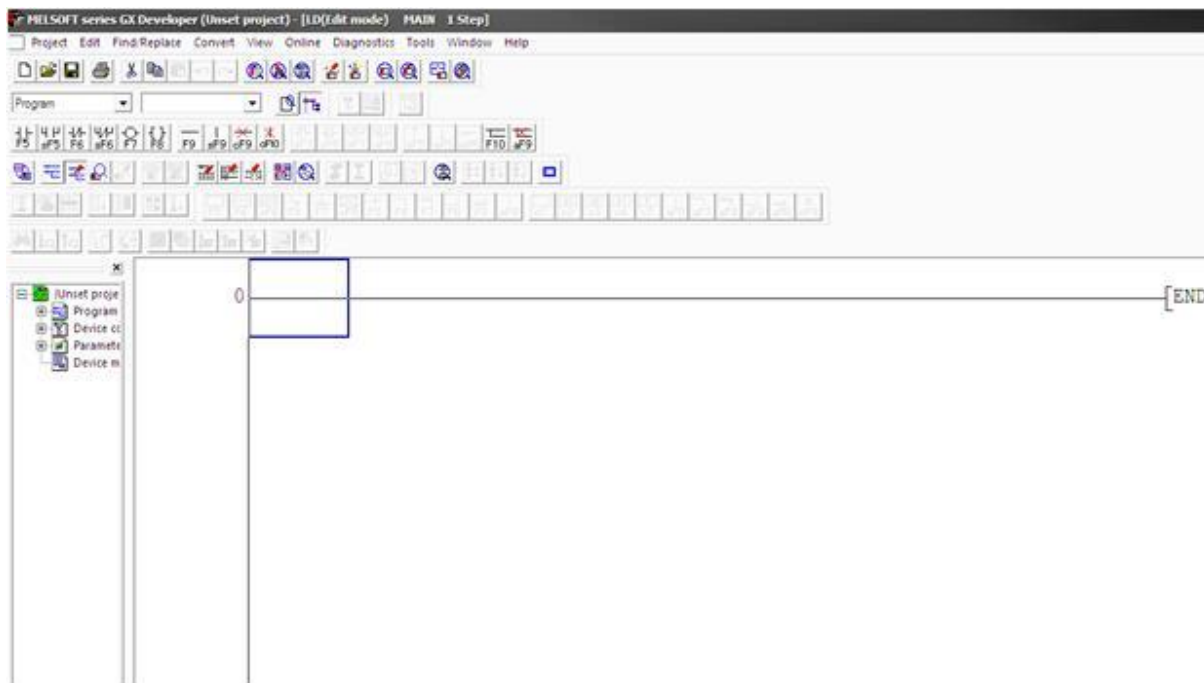 MELSOFT series GX Developer (Unset project) - [LD(Edit mode) MAIN 1 Step]
Project Edit Find/Replace Convert View Online Diagnostics Tools Window Help
Program
F5 sF5 F6 sF6 F7 F8 F9 sF9 cF9 cF10 F10 aF9
0
[END
(Unset proje
Program
Device co
Paramete
Device m